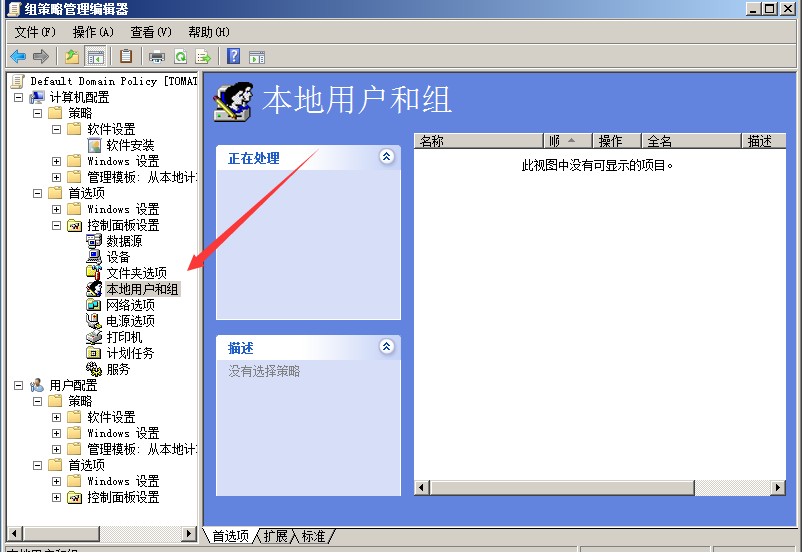 组策略管理编辑器
文件(F) 操作(A) 查看(V) 帮助(H)
Default Domain Policy [TOMAT
计算机配置
策略
软件设置
软件安装
Windows 设置
管理模板: 从本地计
首选项
Windows 设置
控制面板设置
数据源
设备
文件夹选项
本地用户和组
网络选项
电源选项
打印机
计划任务
服务
用户配置
策略
软件设置
Windows 设置
管理模板: 从本地计
首选项
Windows 设置
控制面板设置
本地用户和组
正在处理
描述
没有选择策略
名称 顺 操作 全名 描述
此视图中没有可显示的项目。
首选项 扩展 标准
本地用户和组